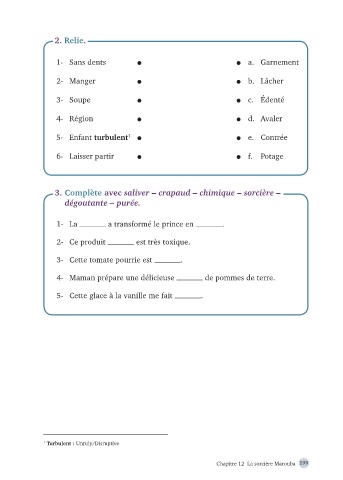 2. Relie.
1- Sans dents • • a. Garnement
2- Manger • • b. Lâcher
3- Soupe • • c. Édenté
4- Région • • d. Avaler
5- Enfant turbulent¹ • • e. Contrée
6- Laisser partir • • f. Potage
3. Complète avec saliver – crapaud – chimique – sorcière –
dégoutante – purée.
1- La ______ a transformé le prince en ______.
2- Ce produit ______ est très toxique.
3- Cette tomate pourrie est ______.
4- Maman prépare une délicieuse ______ de pommes de terre.
5- Cette glace à la vanille me fait ______.
¹ Turbulent : Unruly/Disruptive
Chapitre 12 La sorcière Marouba